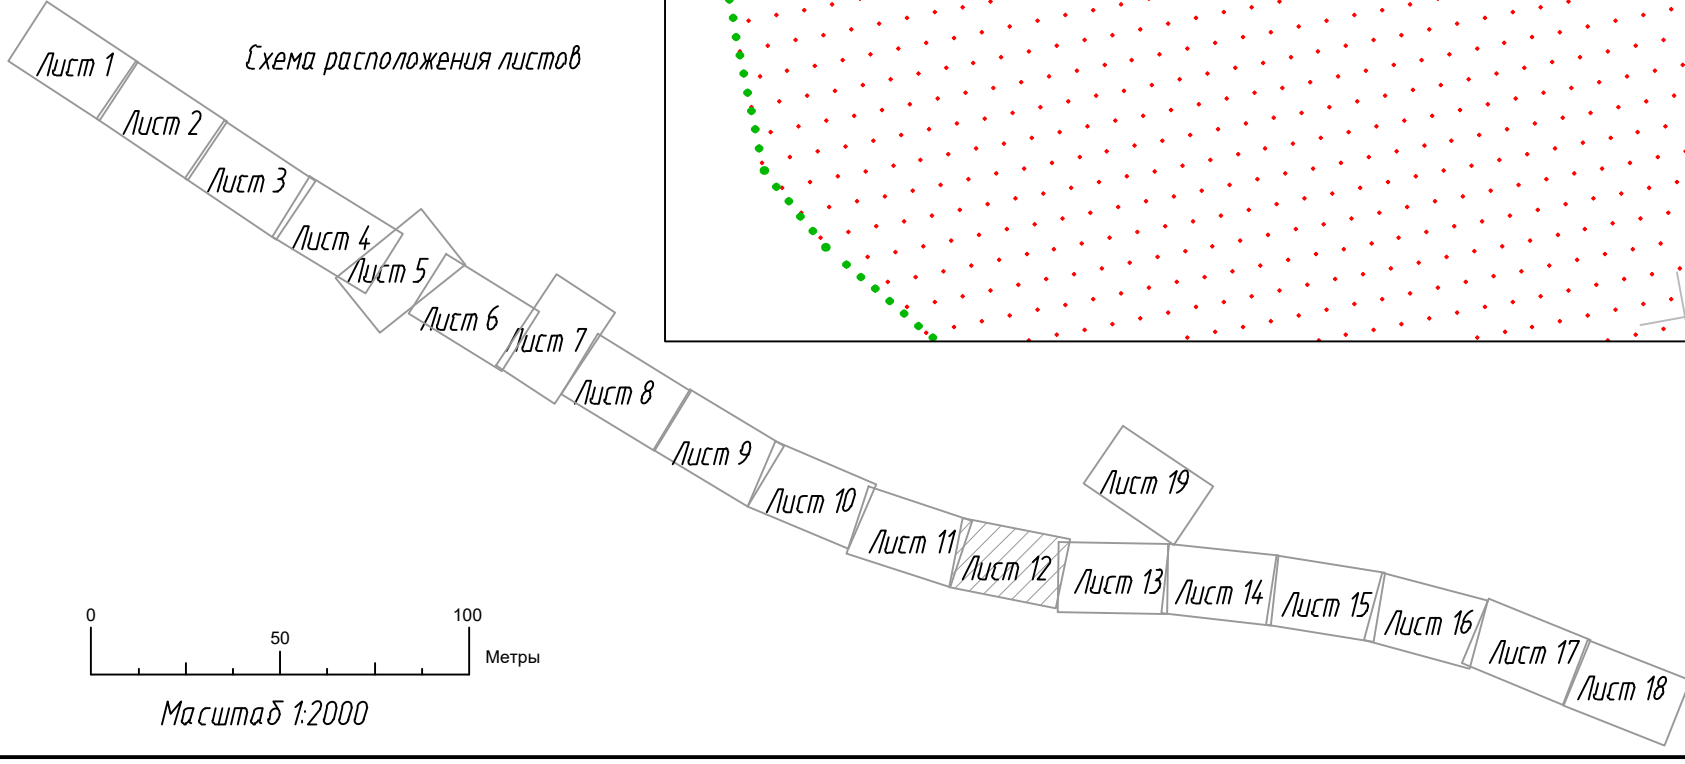 Схема расположения листов
Лист 1
Лист 2
Лист 3
Лист 4
Лист 5
Лист 6
Лист 7
Лист 8
Лист 9
Лист 10
Лист 11
Лист 12
Лист 13
Лист 14
Лист 15
Лист 16
Лист 17
Лист 18
Лист 19
0 50 100
Метры
Масштаб 1:2000